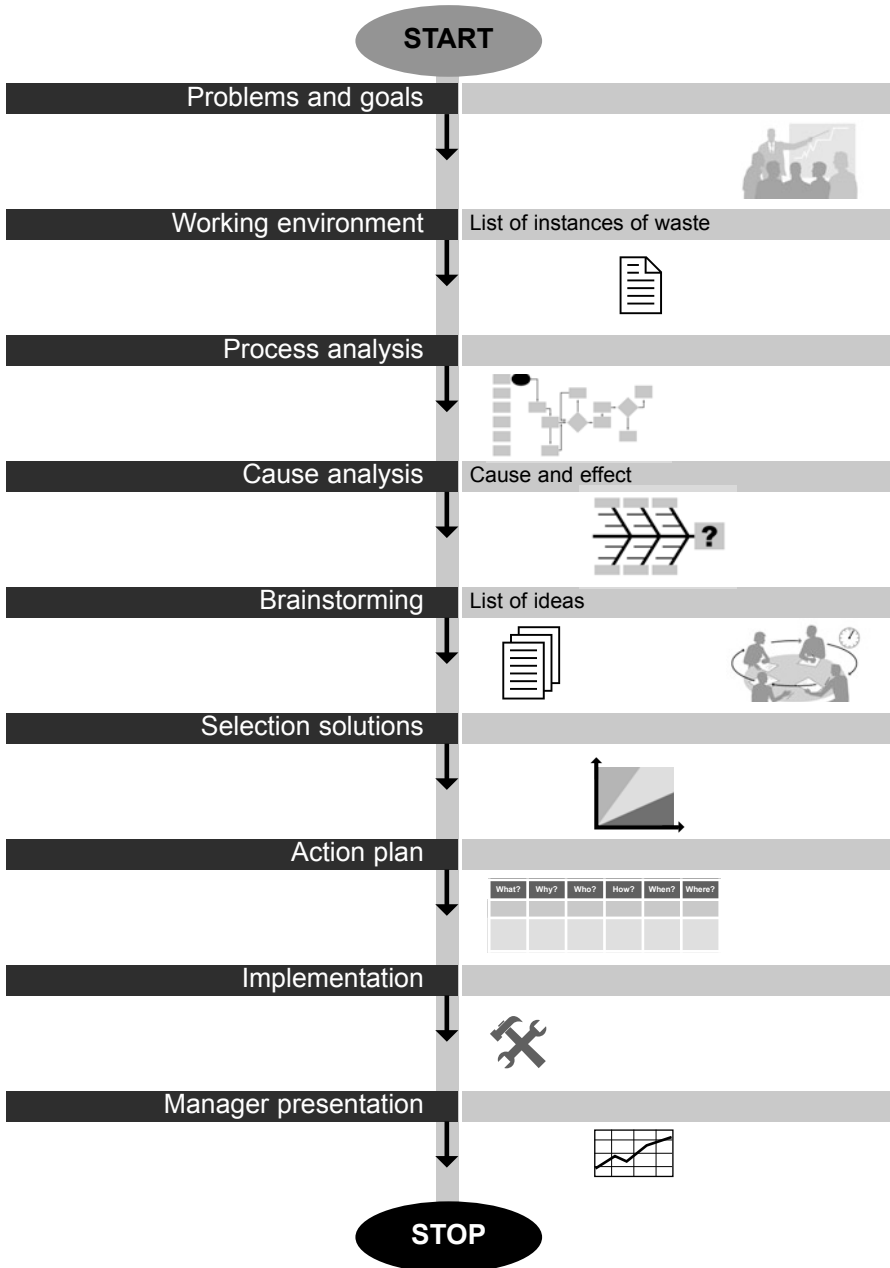 START
Problems and goals
Working environment
List of instances of waste
Process analysis
Cause analysis
Cause and effect
?
Brainstorming
List of ideas
Selection solutions
Action plan
What? Why? Who? How? When? Where?
Implementation
Manager presentation
STOP